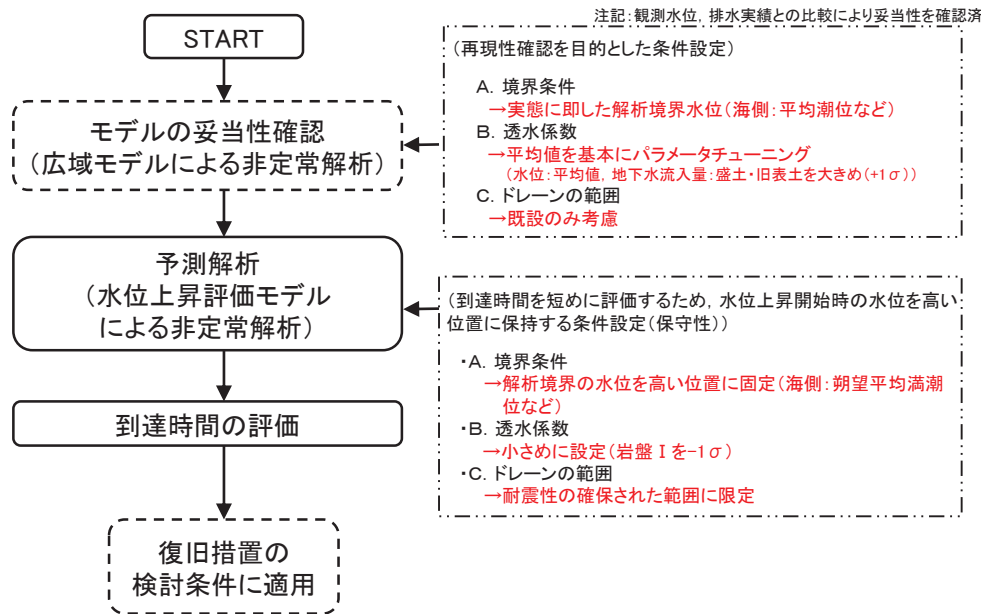 注記：観測水位，排水実績との比較により妥当性を確認済
START
（再現性確認を目的とした条件設定）
A．境界条件
→実態に即した解析境界水位（海側：平均潮位など）
B．透水係数
→平均値を基本にパラメータチューニング
（水位：平均値，地下水流入量：盛土・旧表土を大きめ（+1σ））
C．ドレーンの範囲
→既設のみ考慮
モデルの妥当性確認
（広域モデルによる非定常解析）
予測解析
（水位上昇評価モデル
による非定常解析）
（到達時間を短めに評価するため，水位上昇開始時の水位を高い
位置に保持する条件設定（保守性））
・A．境界条件
→解析境界の水位を高い位置に固定（海側：朔望平均満潮
位など）
・B．透水係数
→小さめに設定（岩盤Ⅰを-1σ）
・C．ドレーンの範囲
→耐震性の確保された範囲に限定
到達時間の評価
復旧措置の
検討条件に適用